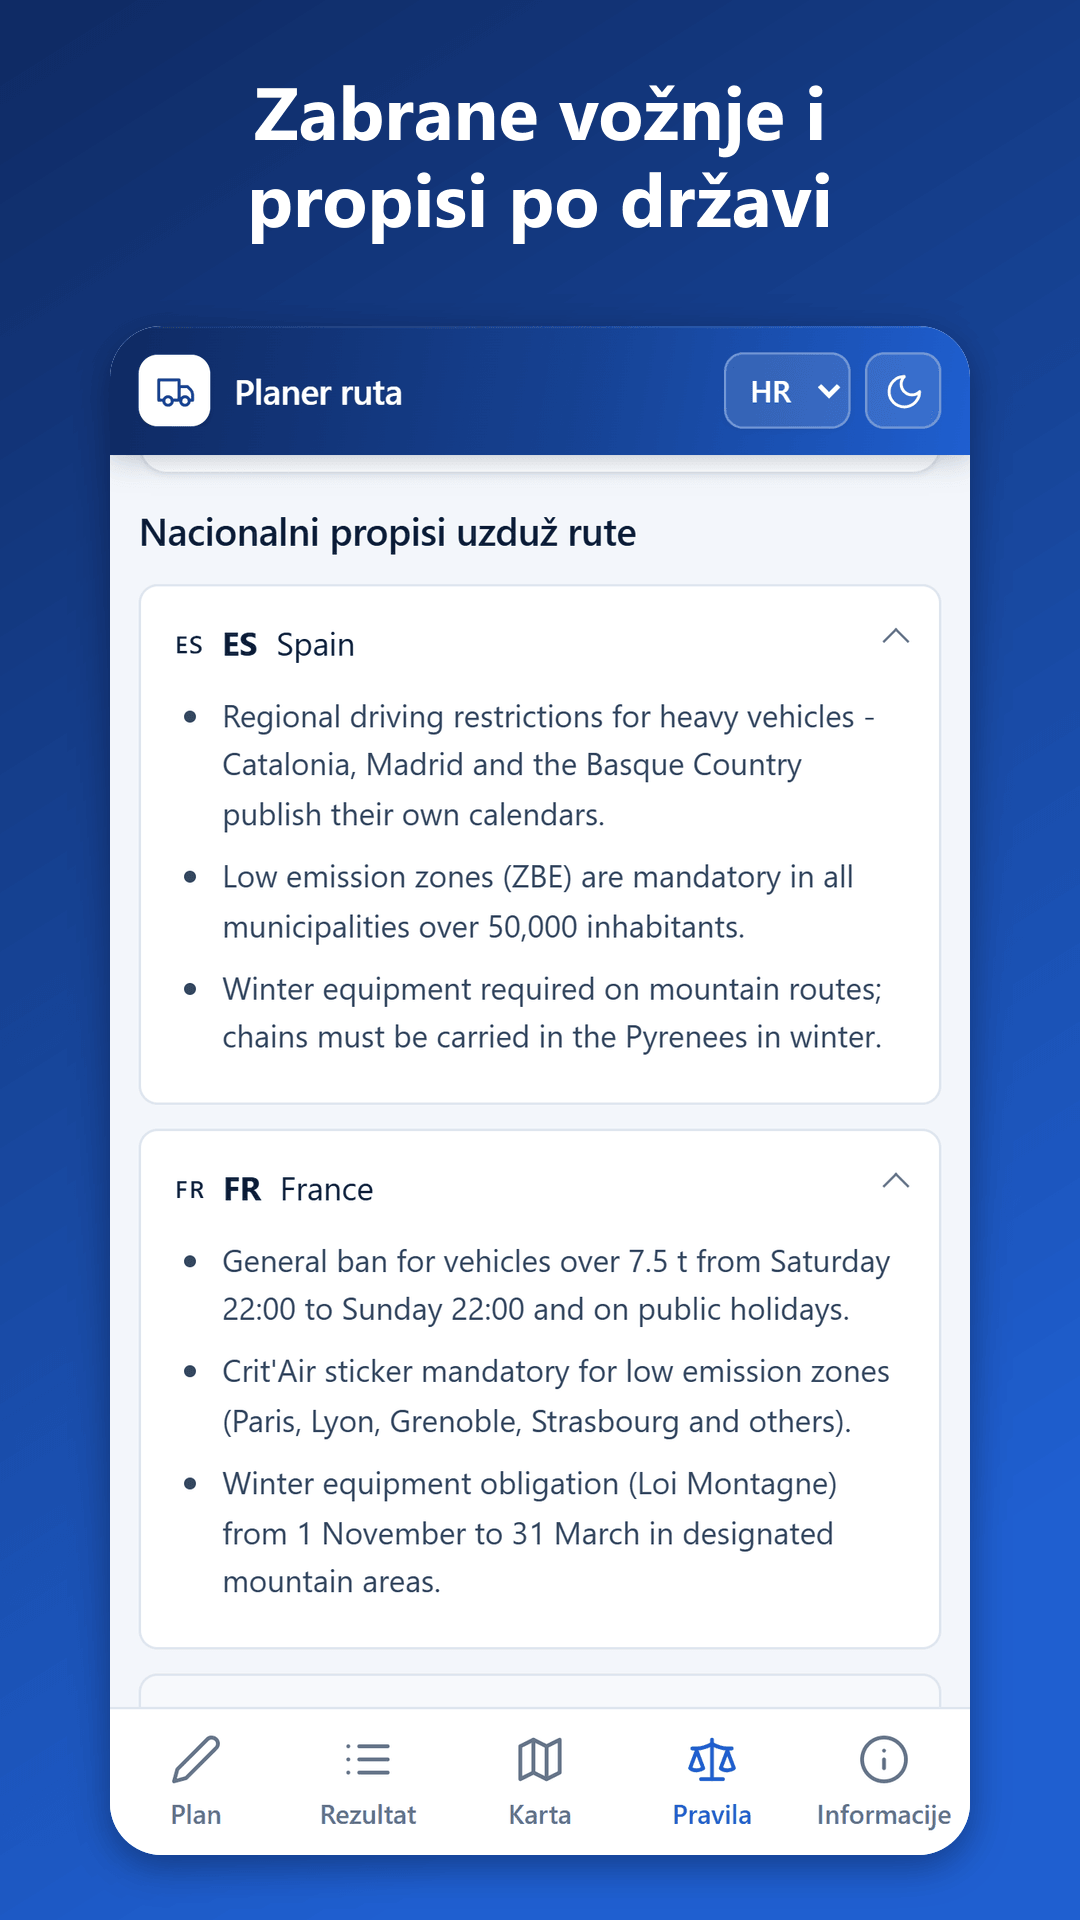 Zabrane vožnje i
propisi po državi
Planer ruta
HR
Nacionalni propisi uzduž rute
ES ES Spain
• Regional driving restrictions for heavy vehicles -
Catalonia, Madrid and the Basque Country
publish their own calendars.
• Low emission zones (ZBE) are mandatory in all
municipalities over 50,000 inhabitants.
• Winter equipment required on mountain routes;
chains must be carried in the Pyrenees in winter.
FR FR France
• General ban for vehicles over 7.5 t from Saturday
22:00 to Sunday 22:00 and on public holidays.
• Crit'Air sticker mandatory for low emission zones
(Paris, Lyon, Grenoble, Strasbourg and others).
• Winter equipment obligation (Loi Montagne)
from 1 November to 31 March in designated
mountain areas.
Plan
Rezultat
Karta
Pravila
Informacije